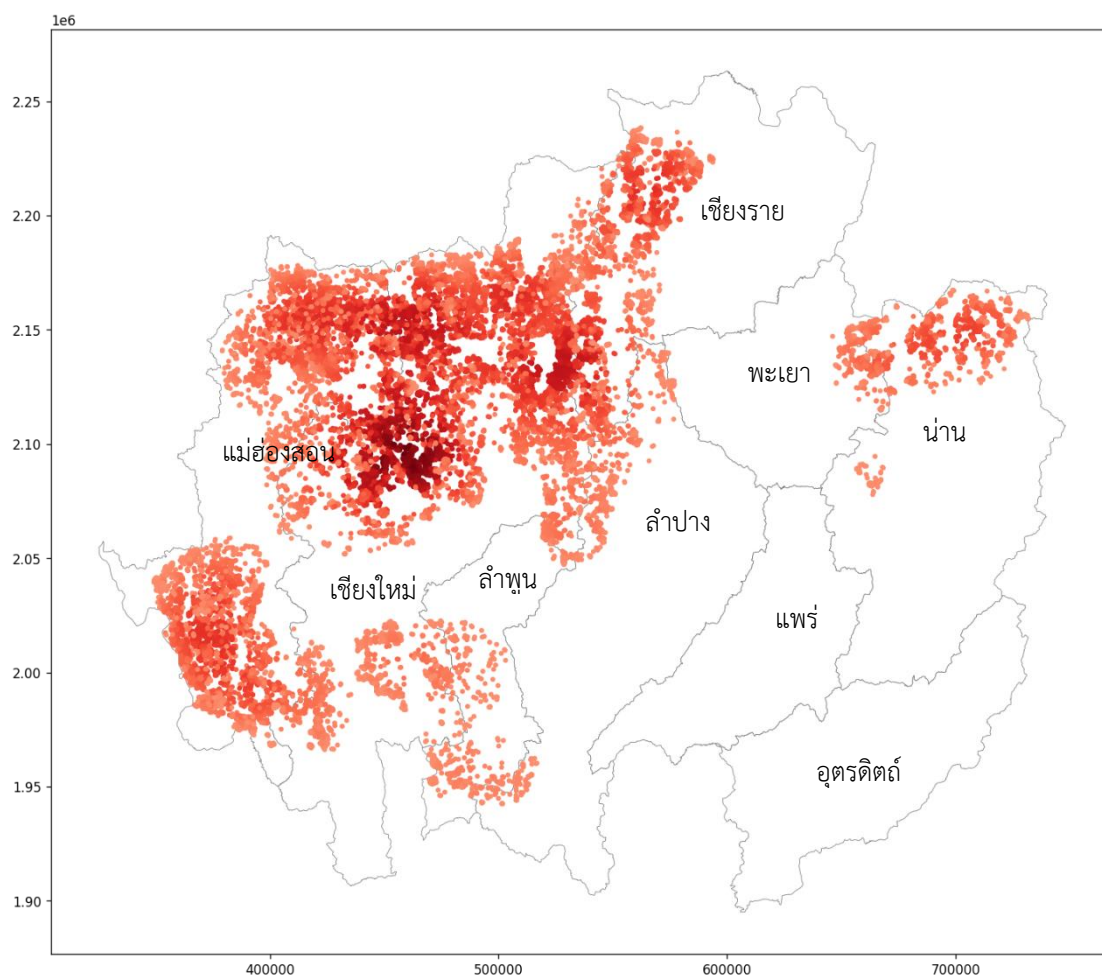 1e6
2.25
2.20
เชียงราย
2.15
พะเยา
น่าน
2.10
แม่ฮ่องสอน
ลำปาง
2.05
เชียงใหม่
ลำพูน
แพร่
2.00
อุตรดิตถ์
1.95
1.90
400000
500000
600000
700000